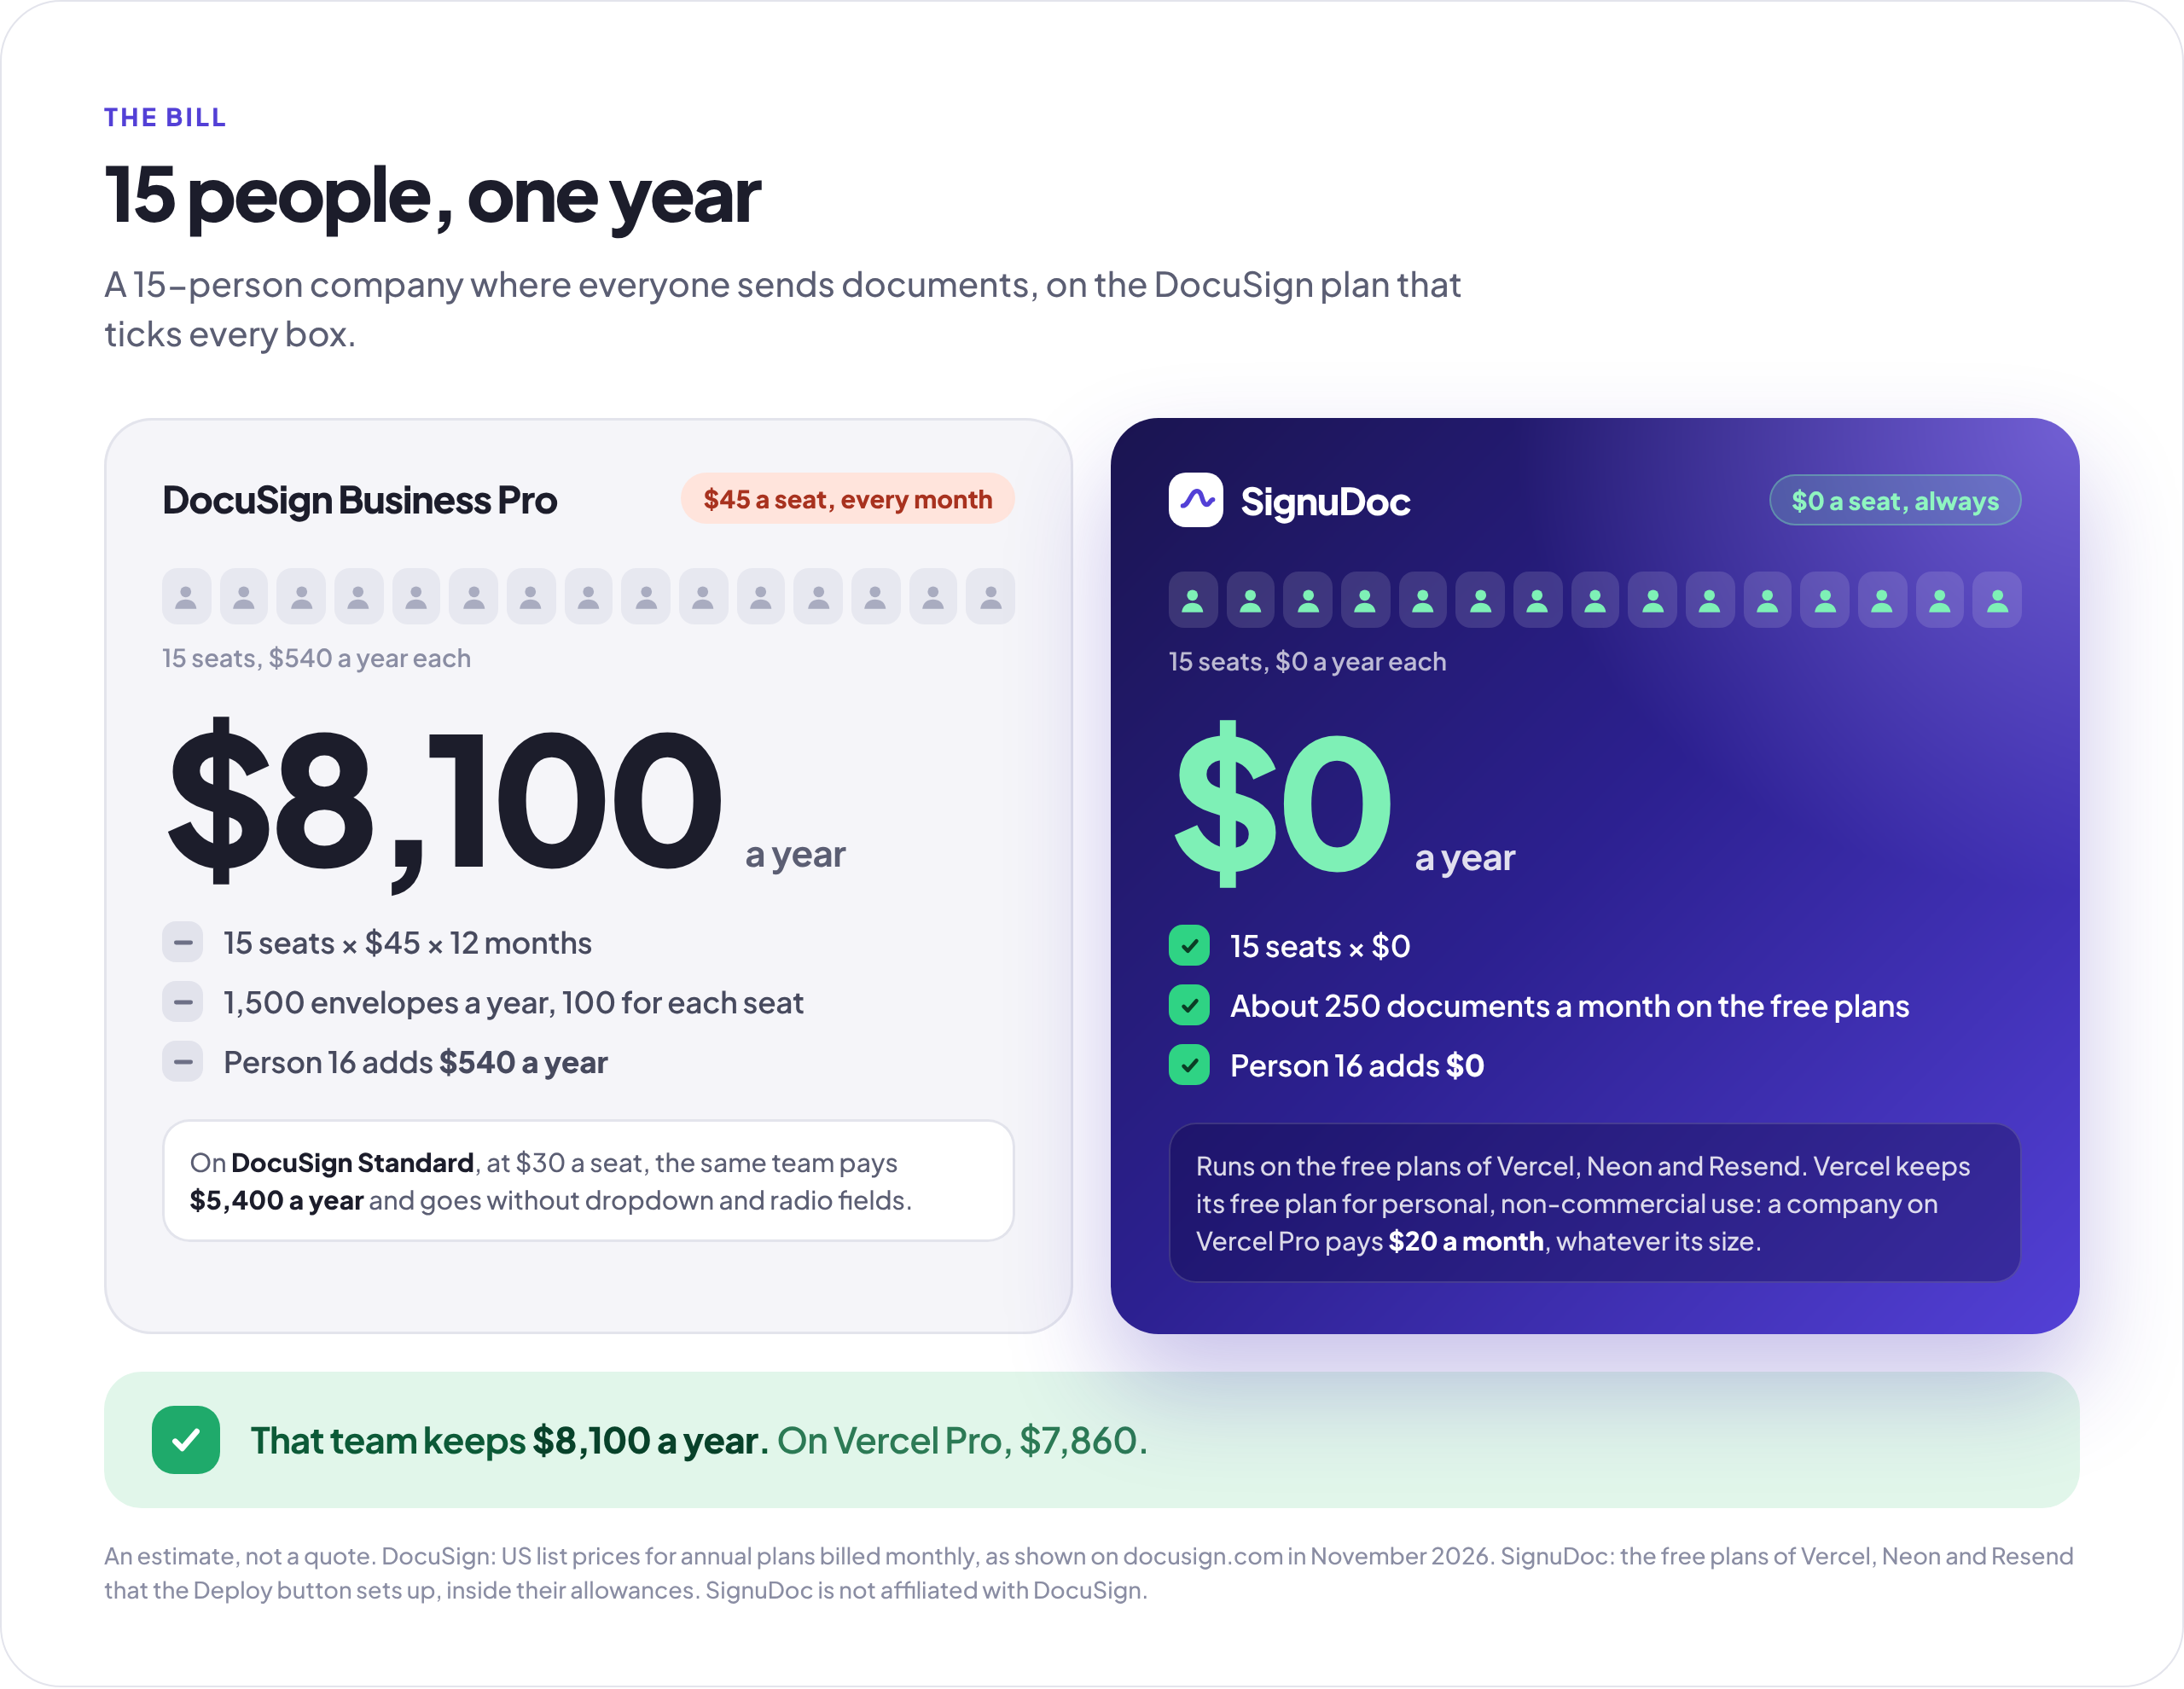 THE BILL
15 people, one year
A 15-person company where everyone sends documents, on the DocuSign plan that
ticks every box.
DocuSign Business Pro
$45 a seat, every month
15 seats, $540 a year each
$8,100 a year
15 seats × $45 × 12 months
1,500 envelopes a year, 100 for each seat
Person 16 adds $540 a year
On DocuSign Standard, at $30 a seat, the same team pays
$5,400 a year and goes without dropdown and radio fields.
SignuDoc
$0 a seat, always
15 seats, $0 a year each
$0 a year
15 seats × $0
About 250 documents a month on the free plans
Person 16 adds $0
Runs on the free plans of Vercel, Neon and Resend. Vercel keeps
its free plan for personal, non-commercial use: a company on
Vercel Pro pays $20 a month, whatever its size.
That team keeps $8,100 a year. On Vercel Pro, $7,860.
An estimate, not a quote. DocuSign: US list prices for annual plans billed monthly, as shown on docusign.com in November 2026. SignuDoc: the free plans of Vercel, Neon and Resend
that the Deploy button sets up, inside their allowances. SignuDoc is not affiliated with DocuSign.